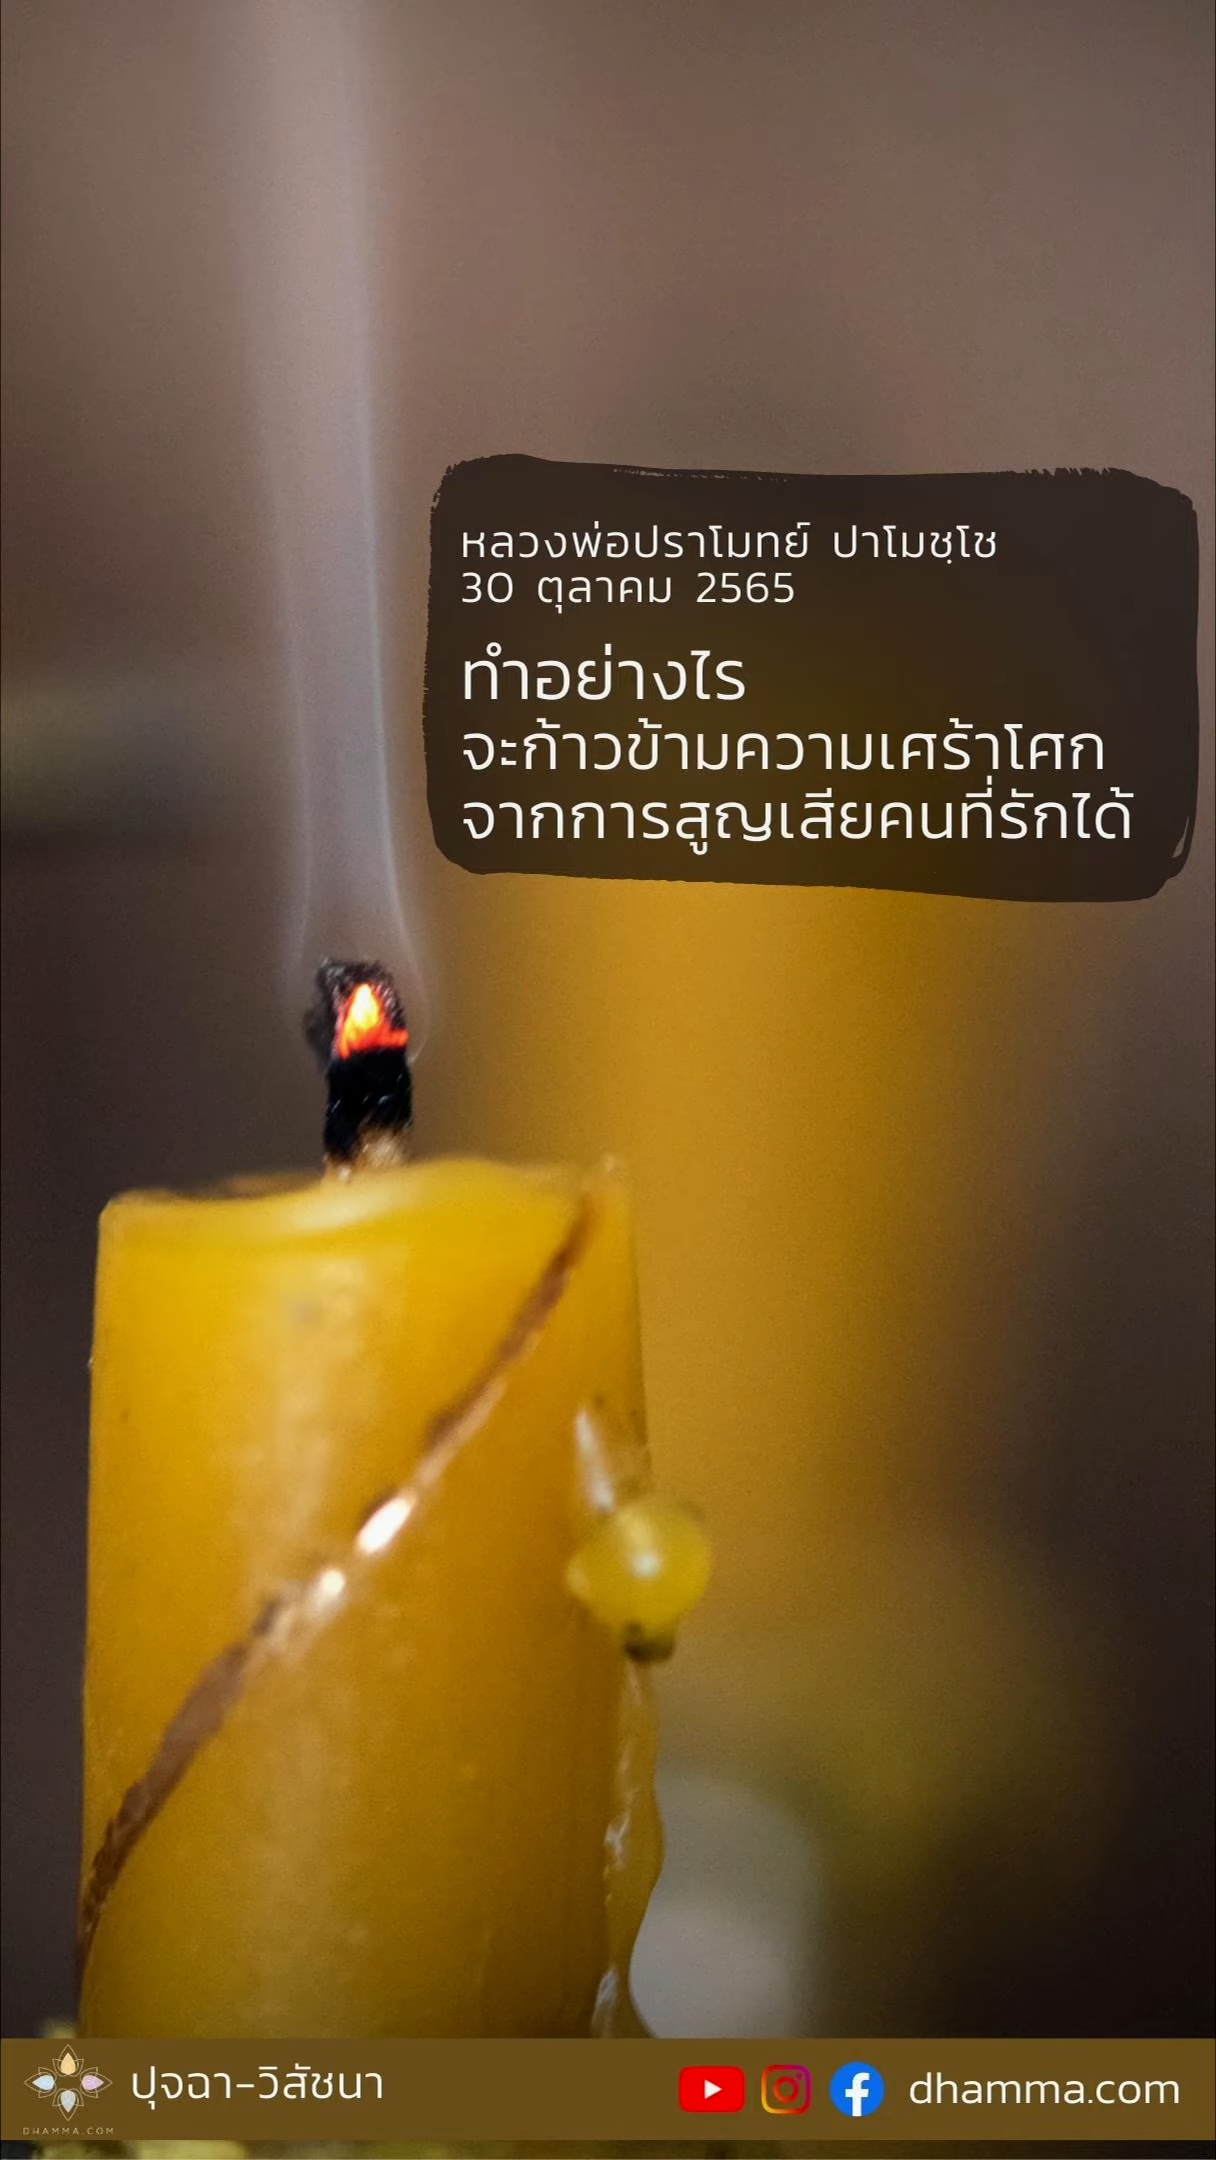 หลวงพ่อปราโมทย์ ปาโมชฺโช
30 ตุลาคม 2565
ทำอย่างไร
จะก้าวข้ามความเศร้าโศก
จากการสูญเสียคนที่รักได้
ปุจฉา-วิสัชนา
dhamma.com
DHAMMA.COM